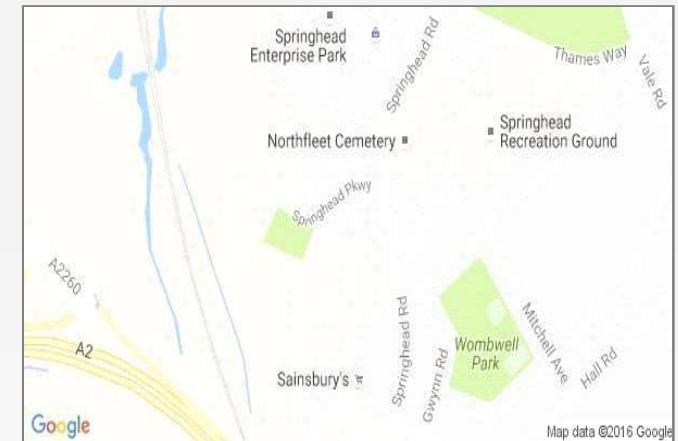 Springhead
Enterprise Park
Springhead Rd
Thames Way
Vale Rd
Northfleet Cemetery
Springhead
Recreation Ground
Springhead Pkwy
A2260
A2
Springhead Rd
Gwynn Rd
Wombwell
Park
Mitchell Ave
Hall Rd
Sainsbury's
Google
Map data ©2016 Google